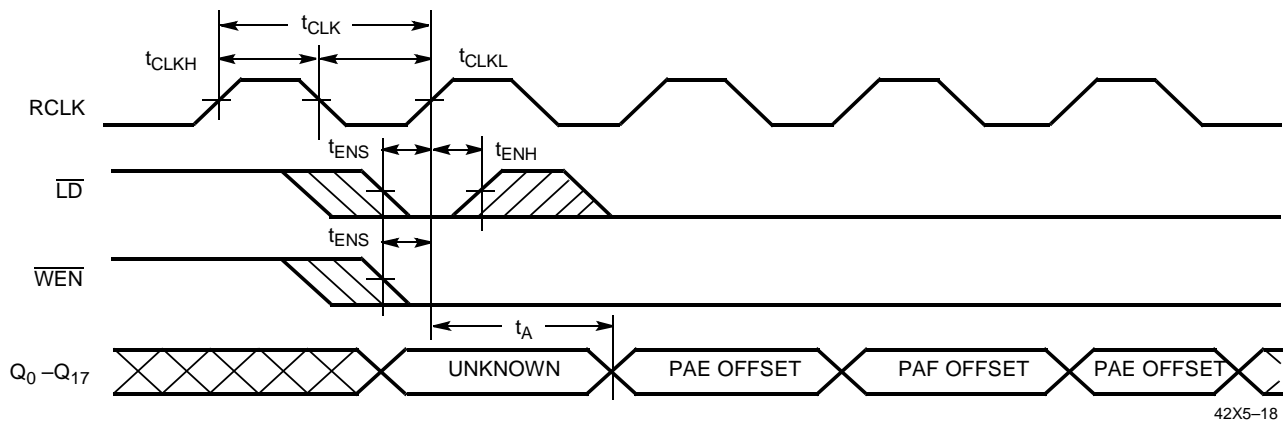 tCLK
tCLKH
tCLKL
RCLK
tENS
tENH
LD
tENS
WEN
tA
Q0 –Q17
UNKNOWN
PAE OFFSET
PAF OFFSET
PAE OFFSET
42X5–18